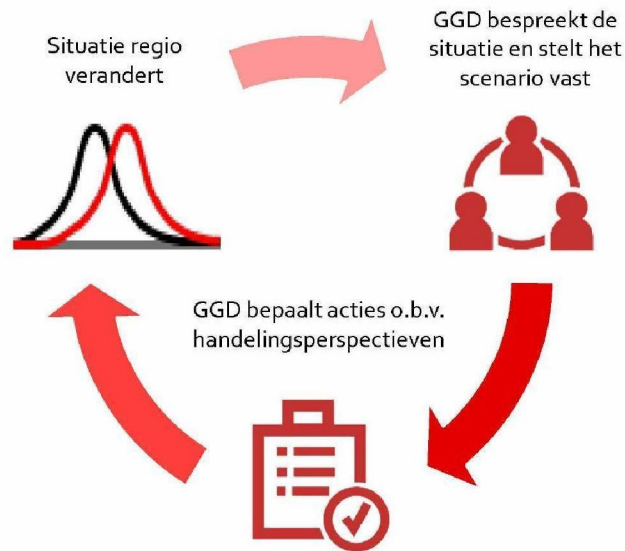 Situatie regio
verandert
GGD bespreekt de
situatie en stelt het
scenario vast
GGD bepaalt acties o.b.v.
handelingsperspectieven